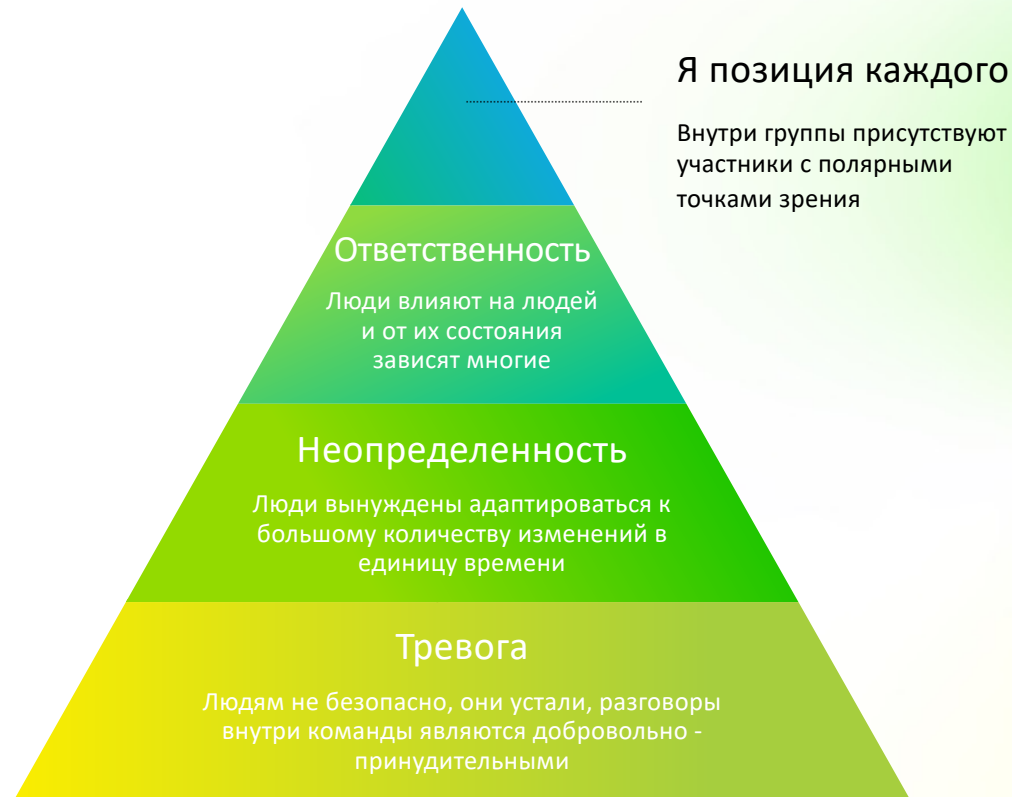 Я позиция каждого
Внутри группы присутствуют
участники с полярными
точками зрения
Ответственность
Люди влияют на людей
и от их состояния
зависят многие
Неопределенность
Люди вынуждены адаптироваться к
большому количеству изменений в
единицу времени
Тревога
Людям не безопасно, они устали, разговоры
внутри команды являются добровольно -
принудительными